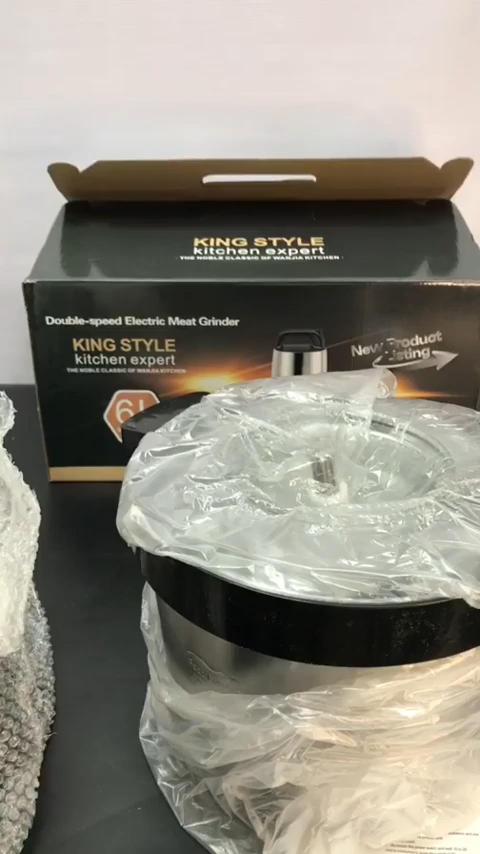 KING STYLE
kitchen expert
THE NOBLE CLASSIC OF WANJIA KITCHEN
Double-speed Electric Meat Grinder
KING STYLE
kitchen expert
THE NOBLE CLASSIC OF WANJIA KITCHEN
New Product
Listing
6L